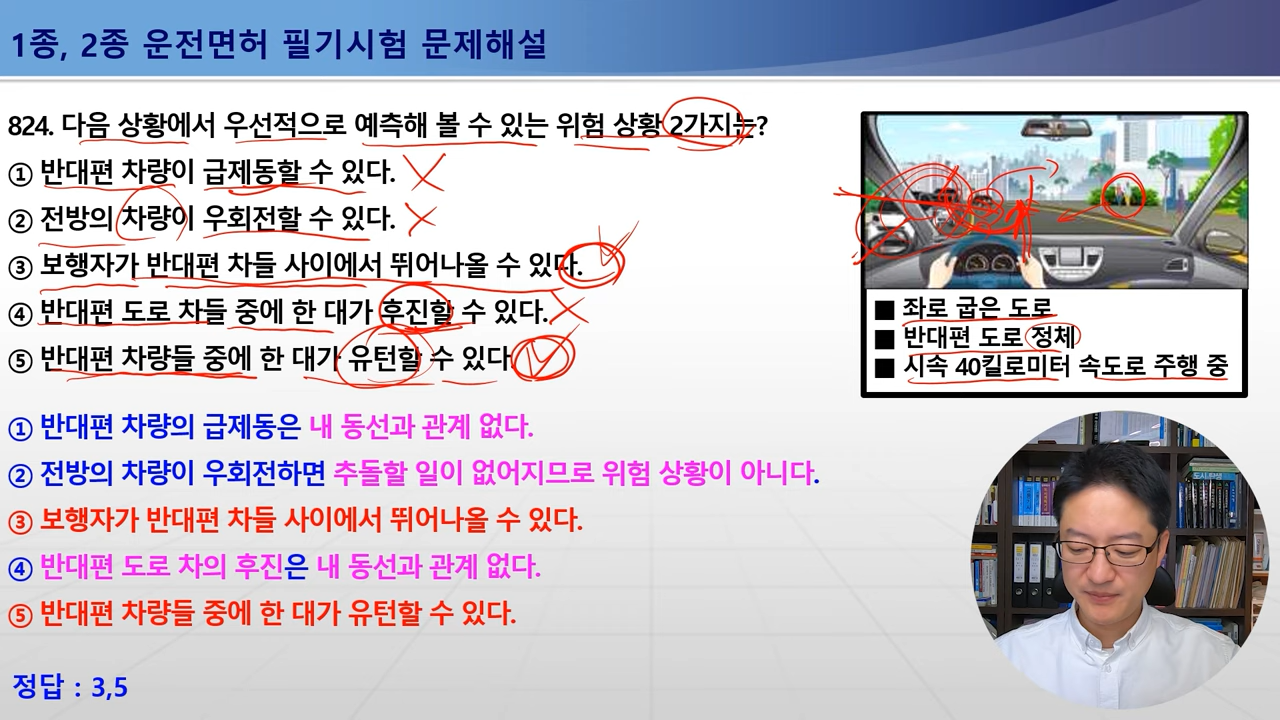 1종, 2종 운전면허 필기시험 문제해설
824. 다음 상황에서 우선적으로 예측해 볼 수 있는 위험 상황 2가지는?
① 반대편 차량이 급제동할 수 있다.
② 전방의 차량이 우회전할 수 있다.
③ 보행자가 반대편 차들 사이에서 뛰어나올 수 있다.
④ 반대편 도로 차들 중에 한 대가 후진할 수 있다.
⑤ 반대편 차량들 중에 한 대가 유턴할 수 있다.
■ 좌로 굽은 도로
■ 반대편 도로 정체
■ 시속 40킬로미터 속도로 주행 중
① 반대편 차량의 급제동은 내 동선과 관계 없다.
② 전방의 차량이 우회전하면 추돌할 일이 없어지므로 위험 상황이 아니다.
③ 보행자가 반대편 차들 사이에서 뛰어나올 수 있다.
④ 반대편 도로 차의 후진은 내 동선과 관계 없다.
⑤ 반대편 차량들 중에 한 대가 유턴할 수 있다.
정답 : 3,5